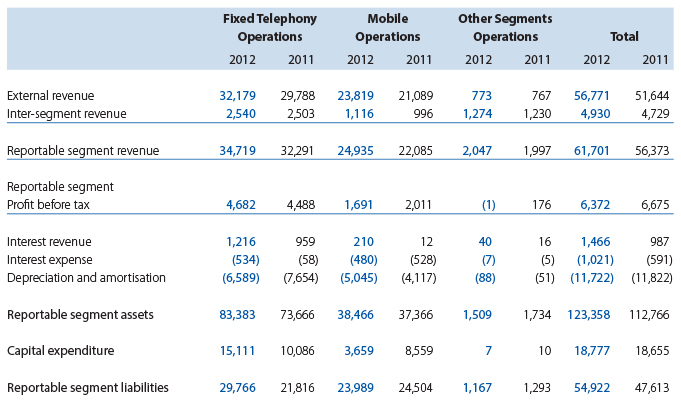 Fixed Telephony Mobile Other Segments
Operations Operations Operations Total
2012 2011 2012 2011 2012 2011 2012 2011
External revenue 32,179 29,788 23,819 21,089 773 767 56,771 51,644
Inter-segment revenue 2,540 2,503 1,116 996 1,274 1,230 4,930 4,729
Reportable segment revenue 34,719 32,291 24,935 22,085 2,047 1,997 61,701 56,373
Reportable segment
Profit before tax 4,682 4,488 1,691 2,011 (1) 176 6,372 6,675
Interest revenue 1,216 959 210 12 40 16 1,466 987
Interest expense (534) (58) (480) (528) (7) (5) (1,021) (591)
Depreciation and amortisation (6,589) (7,654) (5,045) (4,117) (88) (51) (11,722) (11,822)
Reportable segment assets 83,383 73,666 38,466 37,366 1,509 1,734 123,358 112,766
Capital expenditure 15,111 10,086 3,659 8,559 7 10 18,777 18,655
Reportable segment liabilities 29,766 21,816 23,989 24,504 1,167 1,293 54,922 47,613